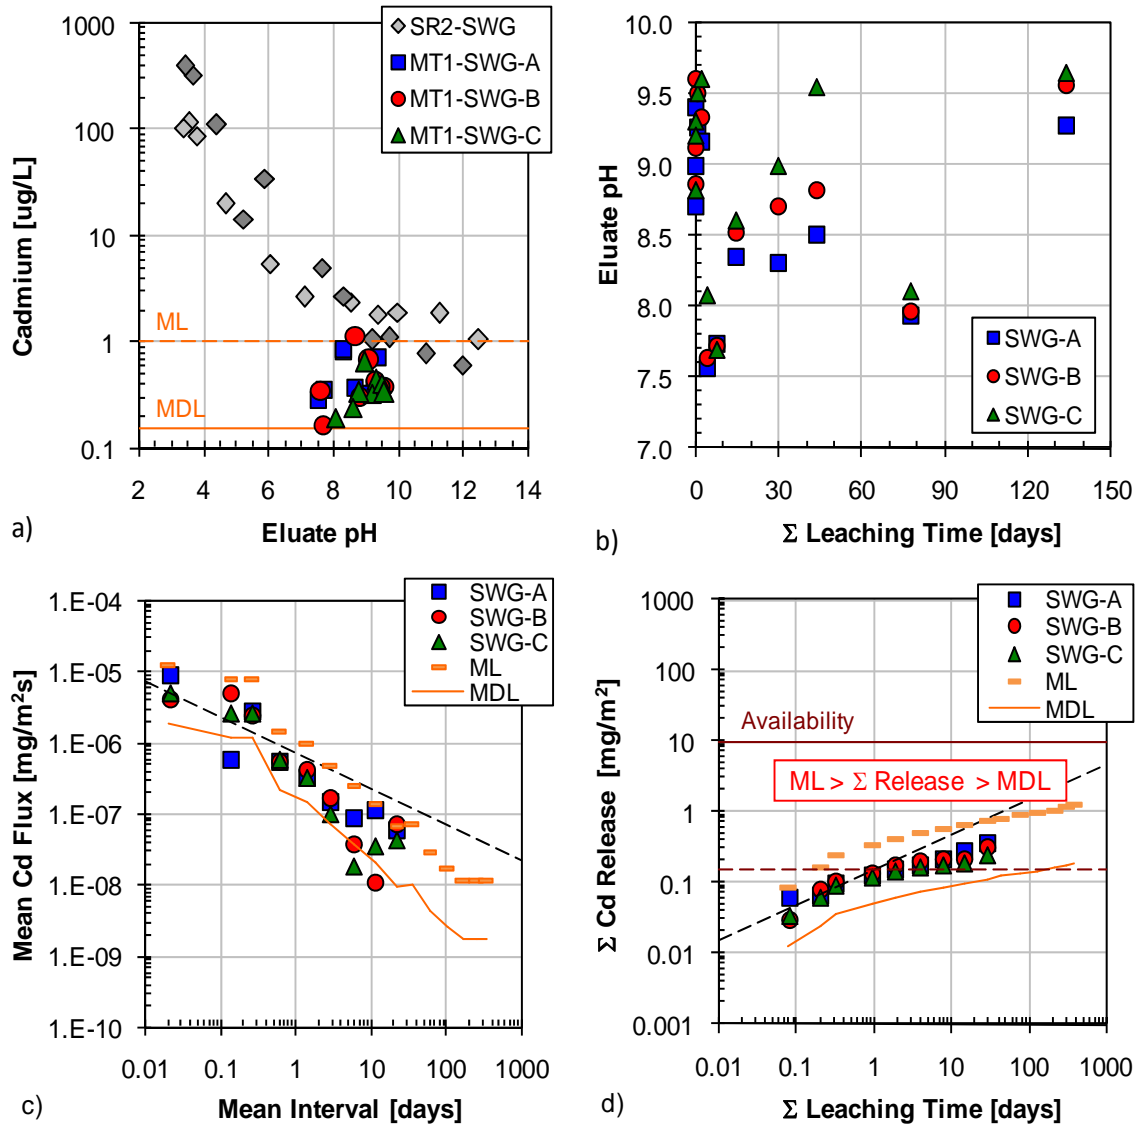 1000
100
10
1
0.1
Cadmium [ug/L]
SR2-SWG
MT1-SWG-A
MT1-SWG-B
MT1-SWG-C
ML
MDL
2 4 6 8 10 12 14
Eluate pH
a)
10.0
9.5
9.0
8.5
8.0
7.5
7.0
Eluate pH
SWG-A
SWG-B
SWG-C
0 30 60 90 120 150
Σ Leaching Time [days]
b)
1.E-04
1.E-05
1.E-06
1.E-07
1.E-08
1.E-09
1.E-10
Mean Cd Flux [mg/m²s]
SWG-A
SWG-B
SWG-C
ML
MDL
0.01 0.1 1 10 100 1000
Mean Interval [days]
c)
1000
100
10
1
0.1
0.01
0.001
Σ Cd Release [mg/m²]
SWG-A
SWG-B
SWG-C
ML
MDL
Availability
ML > Σ Release > MDL
0.01 0.1 1 10 100 1000
Σ Leaching Time [days]
d)